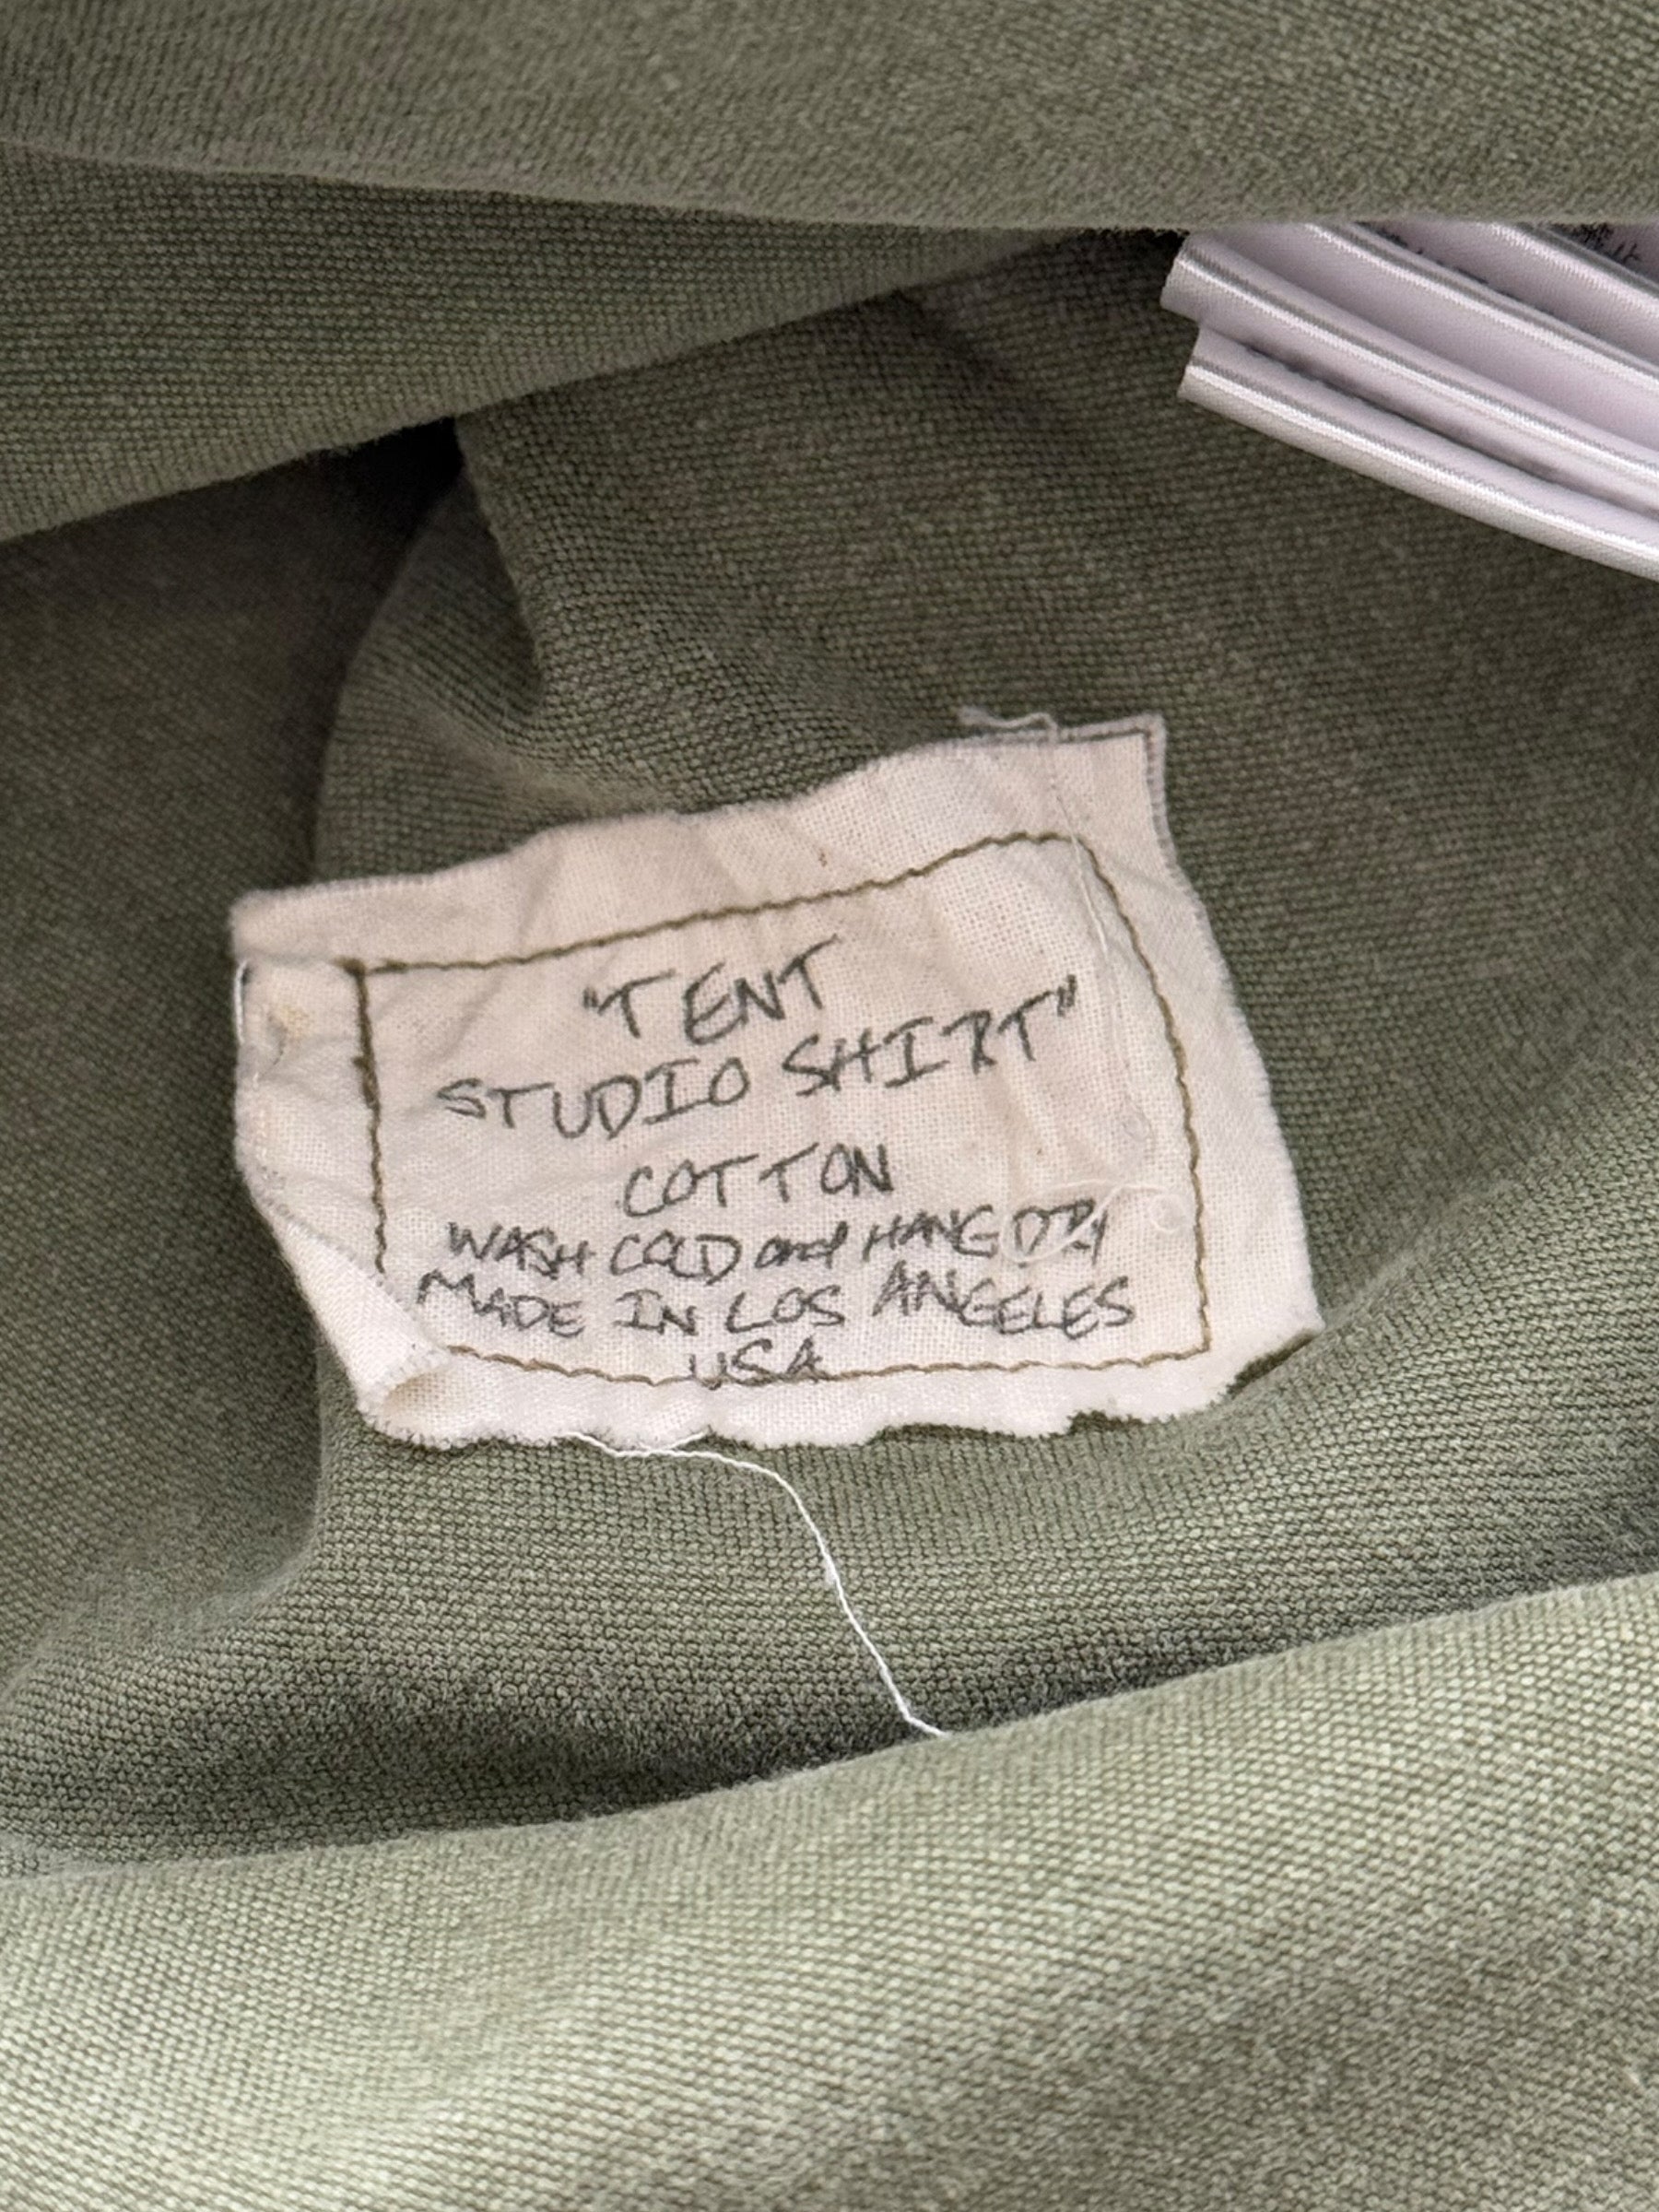 "TENT
STUDIO SHIRT"
COTTON
WASH COLD and HANG DRY
MADE IN LOS ANGELES
USA